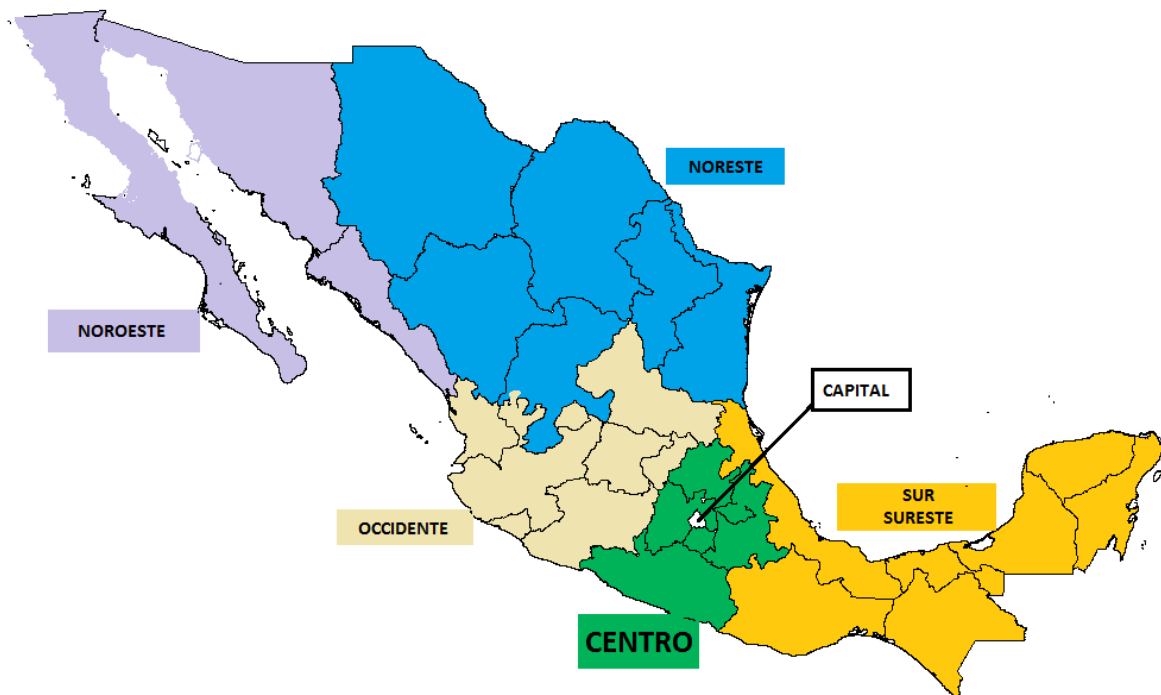 NORESTE
NOROESTE
CAPITAL
OCCIDENTE
SUR
SURESTE
CENTRO